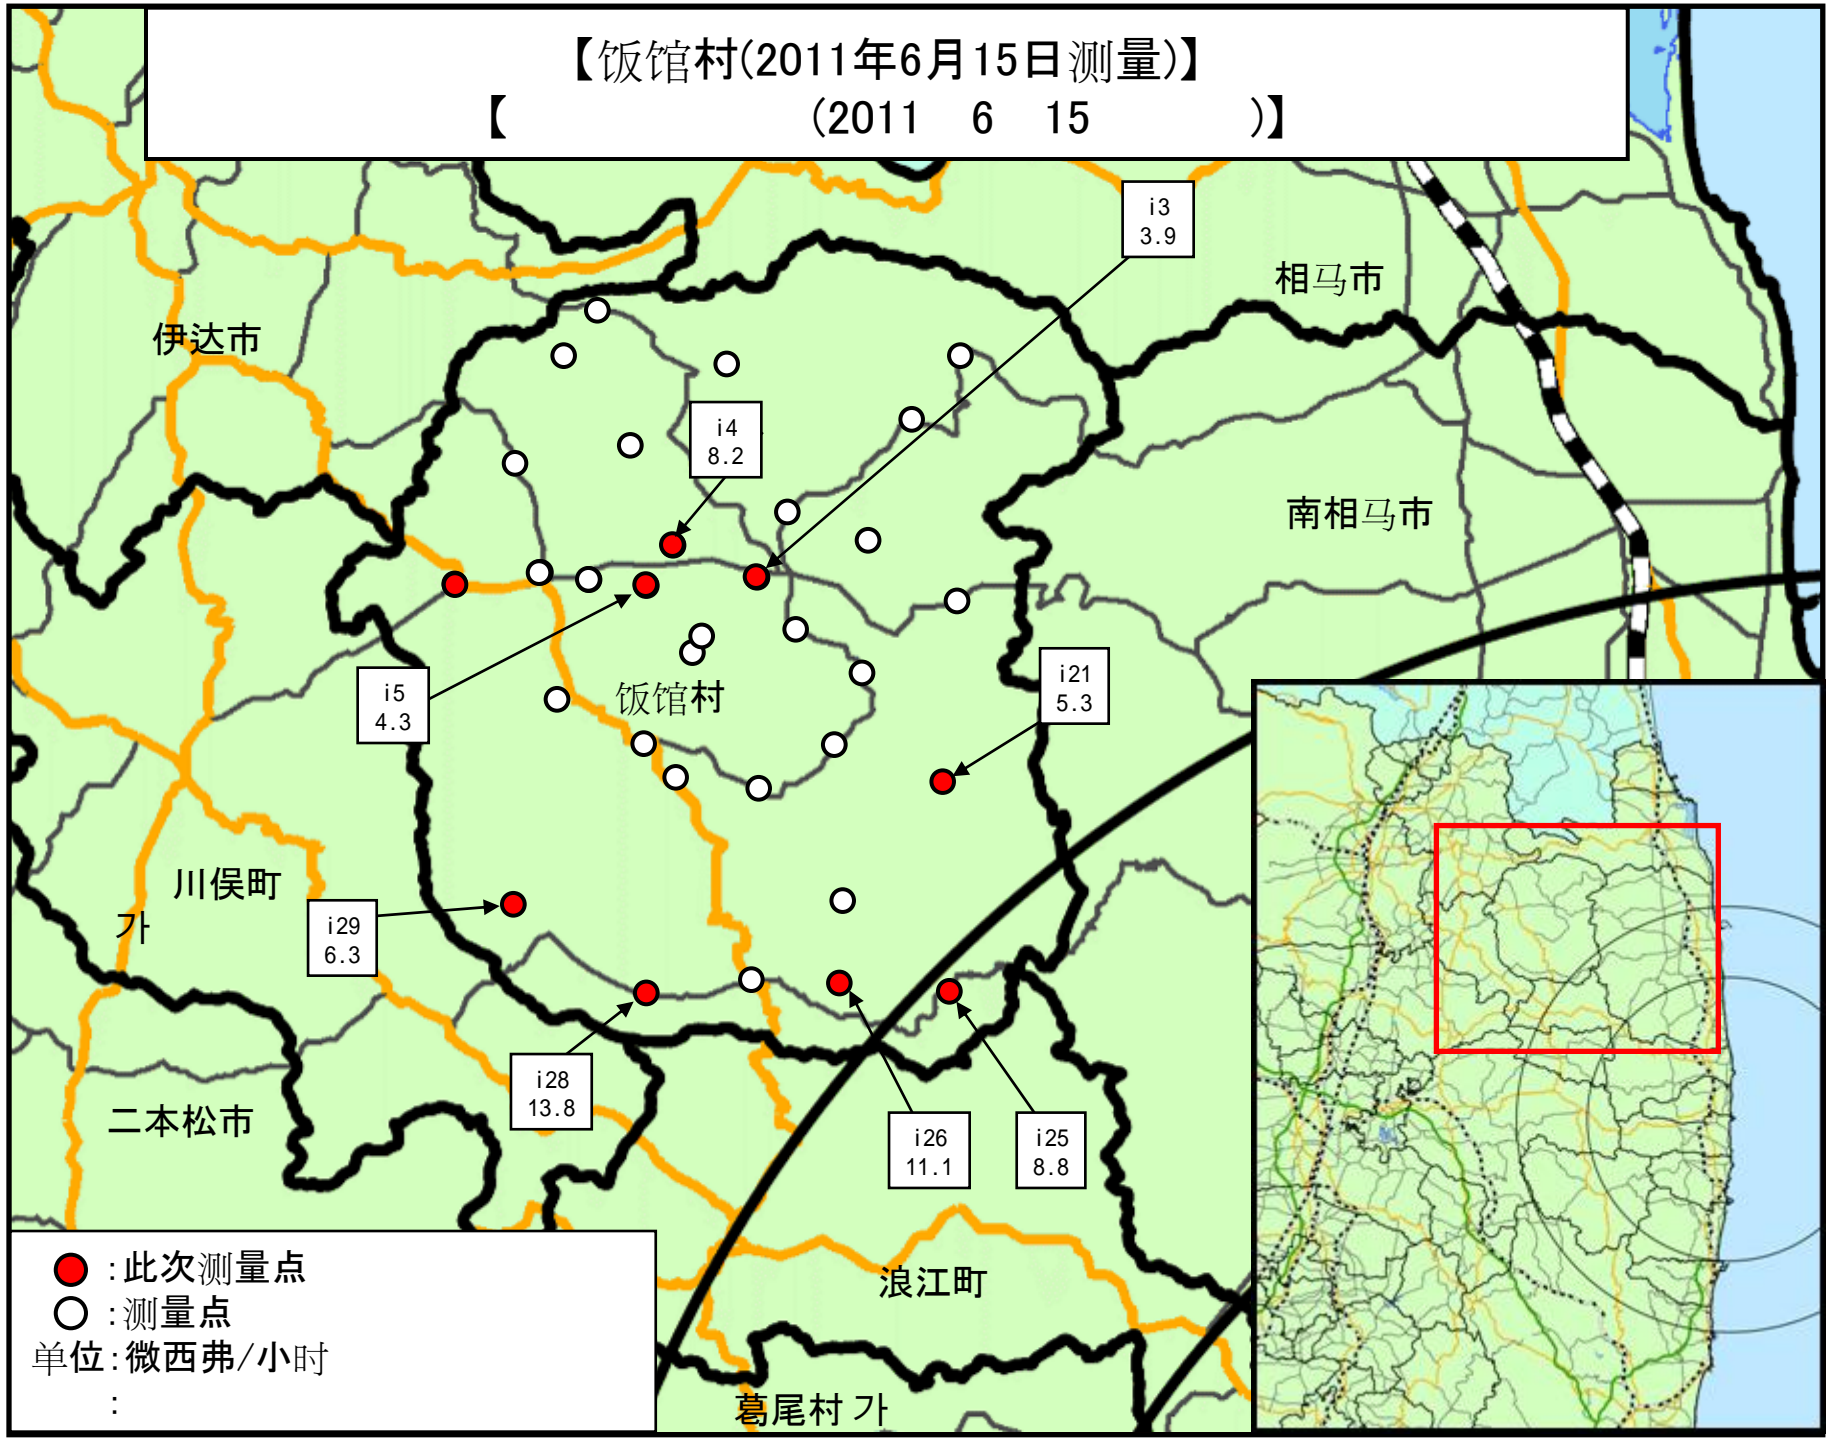 【饭馆村(2011年6月15日测量)】
【 (2011 6 15 )】
i3
3.9
相马市
伊达市
i4
8.2
南相马市
i5
4.3
饭馆村
i21
5.3
川俣町
가
i29
6.3
i28
13.8
二本松市
i26
11.1
i25
8.8
:此次测量点
:测量点
单位:微西弗/小时
:
浪江町
葛尾村 가